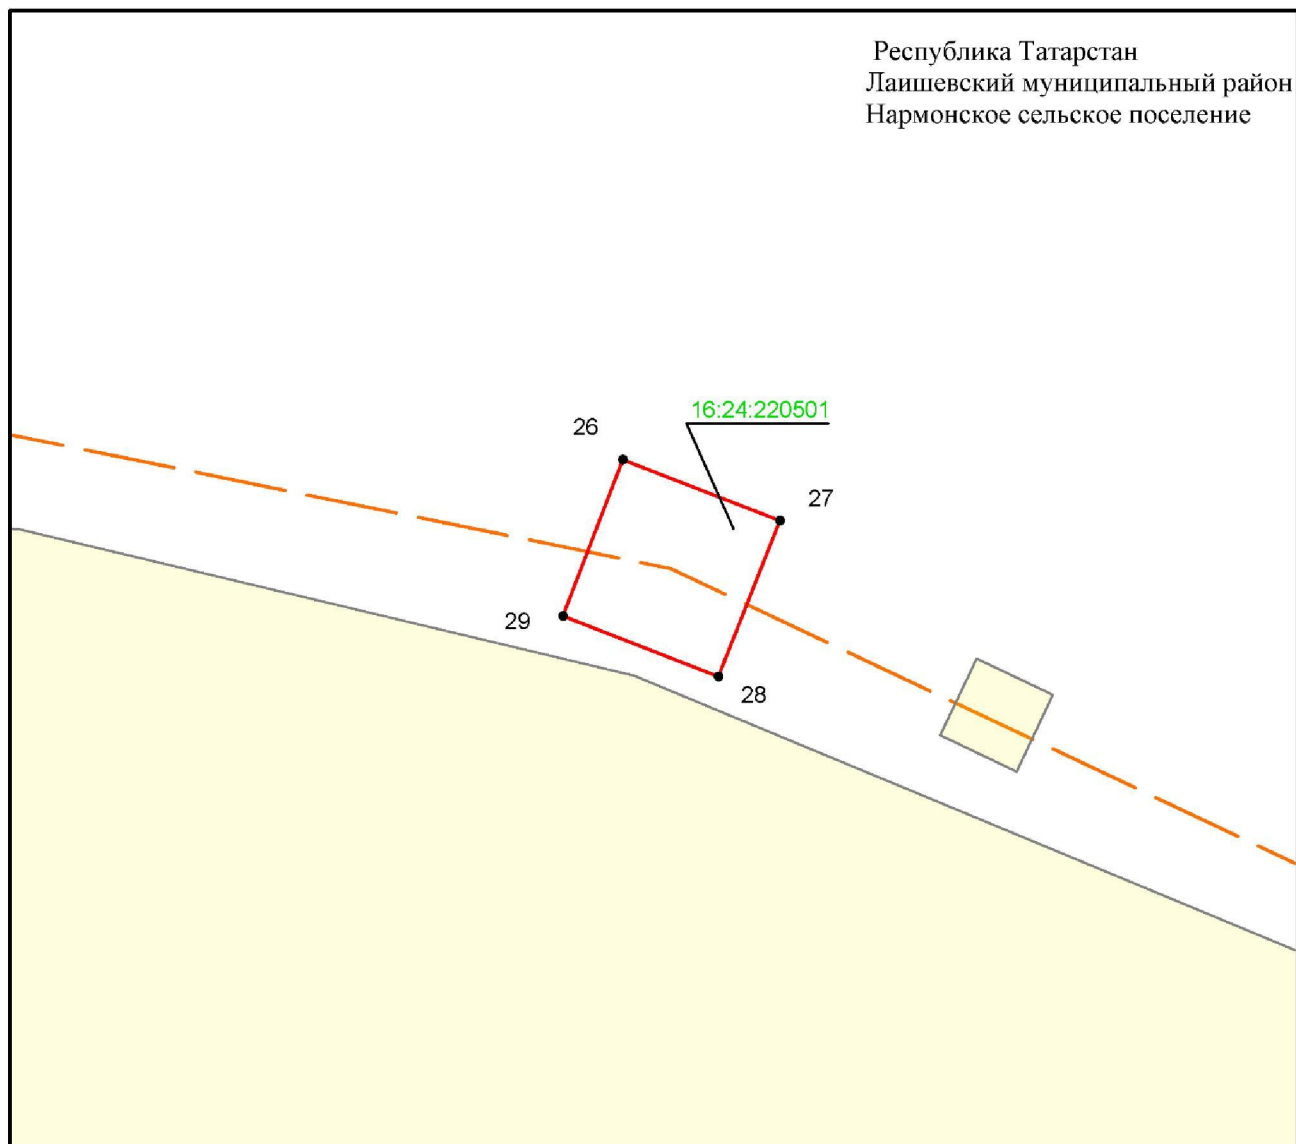 Республика Татарстан
Лаишевский муниципальный район
Нармонское сельское поселение
16:24:220501
26
27
29
28